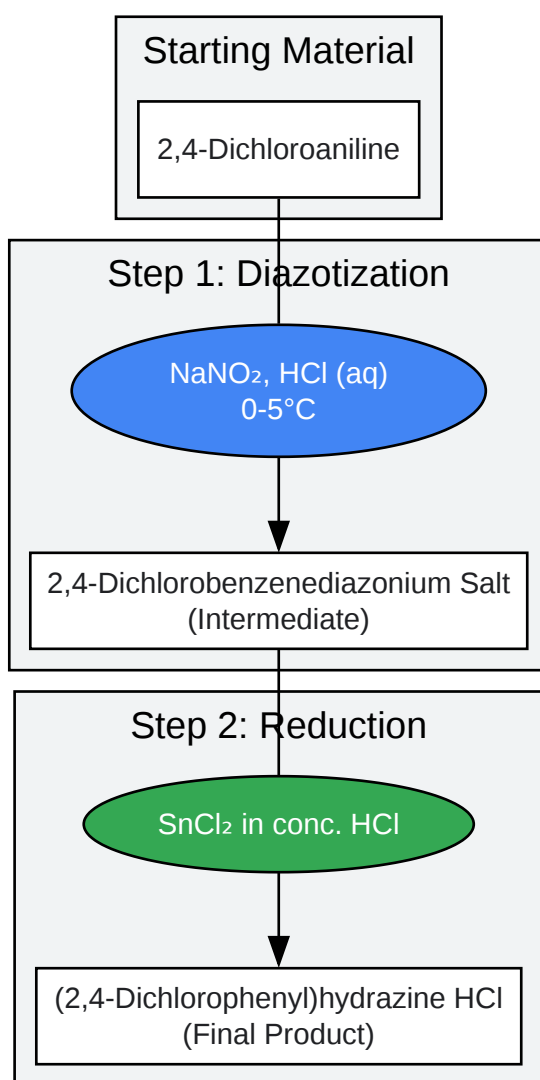 Starting Material
2,4-Dichloroaniline
Step 1: Diazotization
NaNO₂, HCl (aq)
0-5°C
2,4-Dichlorobenzenediazonium Salt
(Intermediate)
Step 2: Reduction
SnCl₂ in conc. HCl
(2,4-Dichlorophenyl)hydrazine HCl
(Final Product)